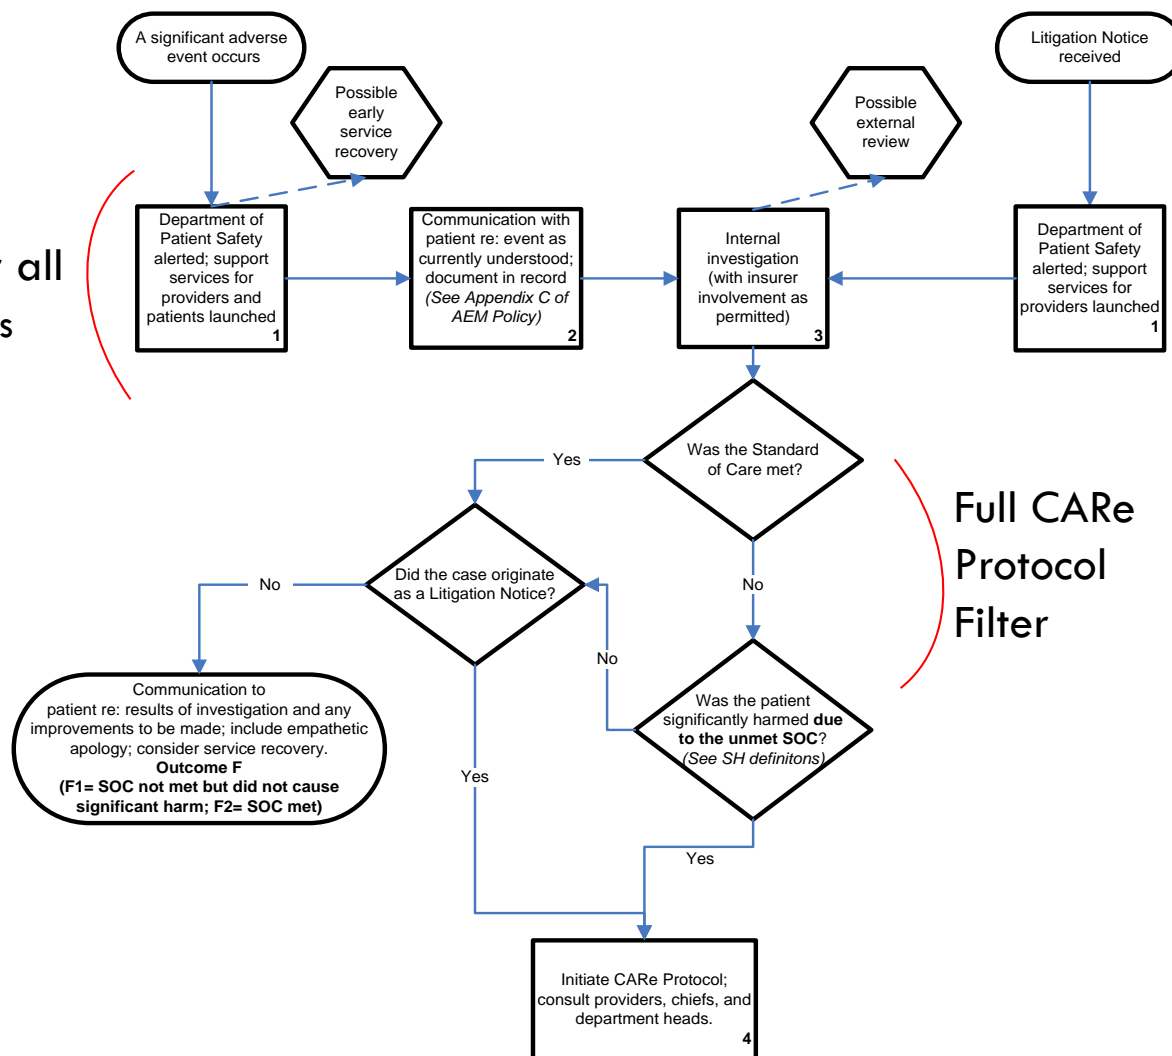 A significant adverse
event occurs
Litigation Notice
received
Possible
early
service
recovery
Possible
external
review
all
s
Department of
Patient Safety
alerted; support
services for
providers and
patients launched
1
Communication with
patient re: event as
currently understood;
document in record
(See Appendix C of
AEM Policy)
2
Internal
investigation
(with insurer
involvement as
permitted)
3
Department of
Patient Safety
alerted; support
services for
providers launched
1
Was the Standard
of Care met?
Yes
No
Full CARe
Protocol
Filter
Did the case originate
as a Litigation Notice?
No
Yes
Was the patient
significantly harmed due
to the unmet SOC?
(See SH definitons)
No
Yes
Communication to
patient re: results of investigation and any
improvements to be made; include empathetic
apology; consider service recovery.
Outcome F
(F1= SOC not met but did not cause
significant harm; F2= SOC met)
Initiate CARe Protocol;
consult providers, chiefs, and
department heads.
4